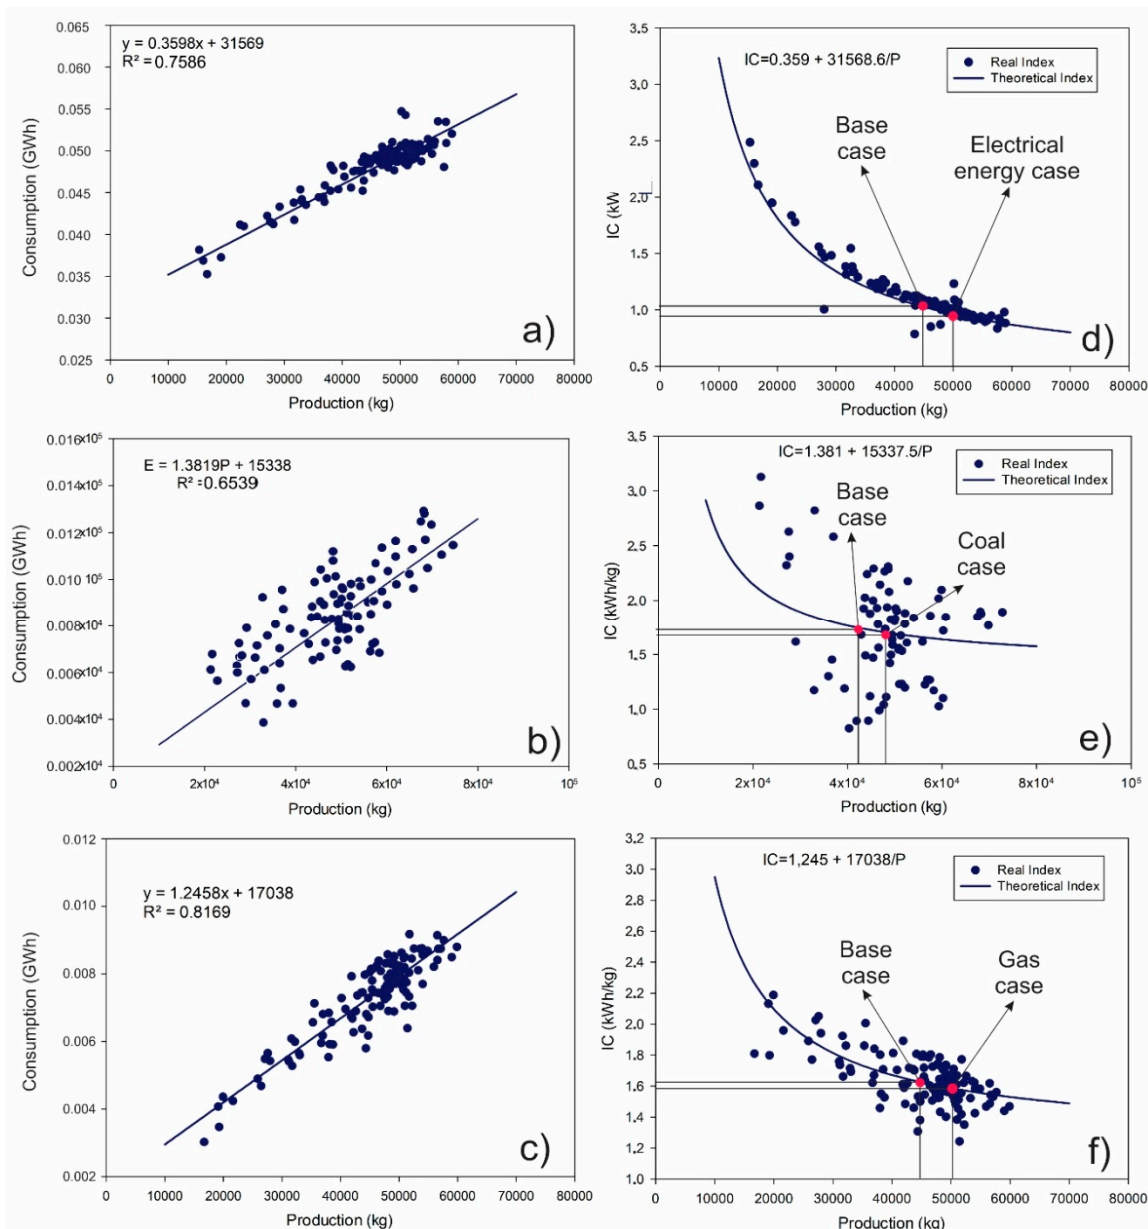 y = 0.3598x + 31569
R² = 0.7586
Consumption (GWh)
0.065
0.060
0.055
0.050
0.045
0.040
0.035
0.030
0.025
0 10000 20000 30000 40000 50000 60000 70000 80000
Production (kg)
a)
IC=0.359 + 31568.6/P
Real Index
Theoretical Index
Base
case
Electrical
energy case
IC (kW
3.5
3.0
2.5
2.0
1.5
1.0
0.5
0 10000 20000 30000 40000 50000 60000 70000 80000
Production (kg)
d)
E = 1.3819P + 15338
R² = 0.6539
Consumption (GWh)
0.016x10⁵
0.014x10⁵
0.012x10⁵
0.010x10⁵
0.008x10⁴
0.006x10⁴
0.004x10⁴
0.002x10⁴
0 2x10⁴ 4x10⁴ 6x10⁴ 8x10⁴ 10⁵
Production (kg)
b)
IC=1.381 + 15337.5/P
Real Index
Theoretical Index
Base
case
Coal
case
IC (kWh/kg)
3.5
3.0
2.5
2.0
1.5
1.0
0,5
0 2x10⁴ 4x10⁴ 6x10⁴ 8x10⁴ 10⁵
Production (kg)
e)
y = 1.2458x + 17038
R² = 0.8169
Consumption (GWh)
0.012
0.010
0.008
0.006
0.004
0.002
0 10000 20000 30000 40000 50000 60000 70000 80000
Production (kg)
c)
IC=1,245 + 17038/P
Real Index
Theoretical Index
Base
case
Gas
case
IC (kWh/kg)
3,2
3.0
2.8
2.6
2.4
2.2
2.0
1.8
1.6
1.4
1.2
1.0
0 10000 20000 30000 40000 50000 60000 70000 80000
Production (kg)
f)